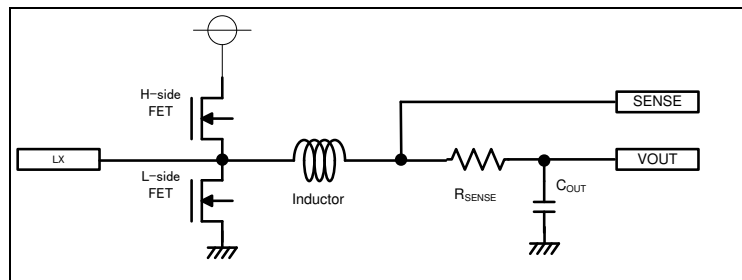 H-side
FET
SENSE
LX
VOUT
L-side
FET
Inductor
RSENSE
COUT